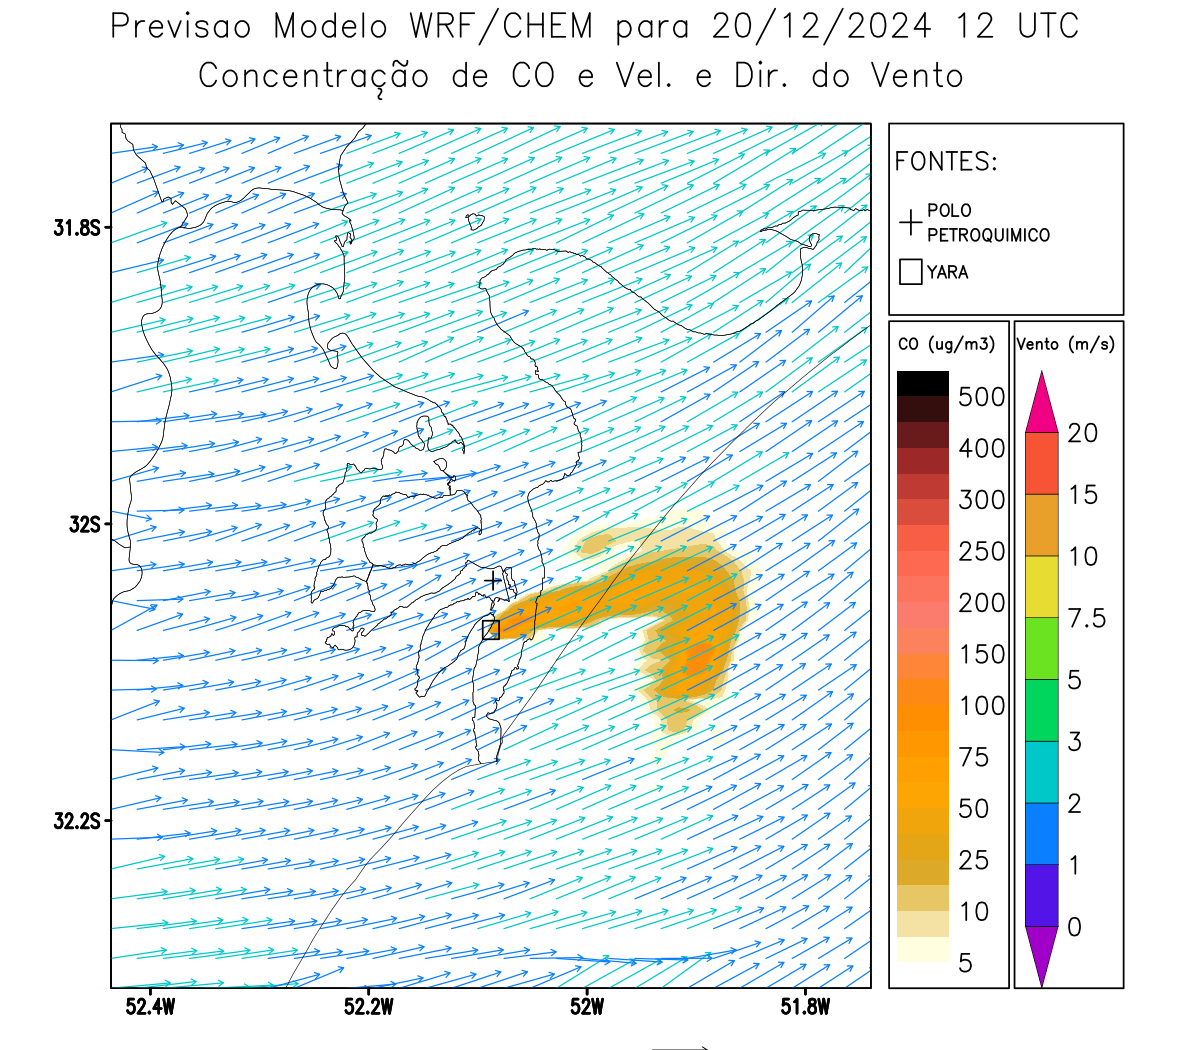 Previsao Modelo WRF/CHEM para 20/12/2024 12 UTC
Concentração de CO e Vel. e Dir. do Vento
FONTES:
POLO
PETROQUIMICO
YARA
CO (ug/m3)
500
400
300
250
200
150
100
75
50
25
10
5
Vento (m/s)
20
15
10
7.5
5
3
2
1
0
31.8S
32S
32.2S
52.4W
52.2W
52W
51.8W